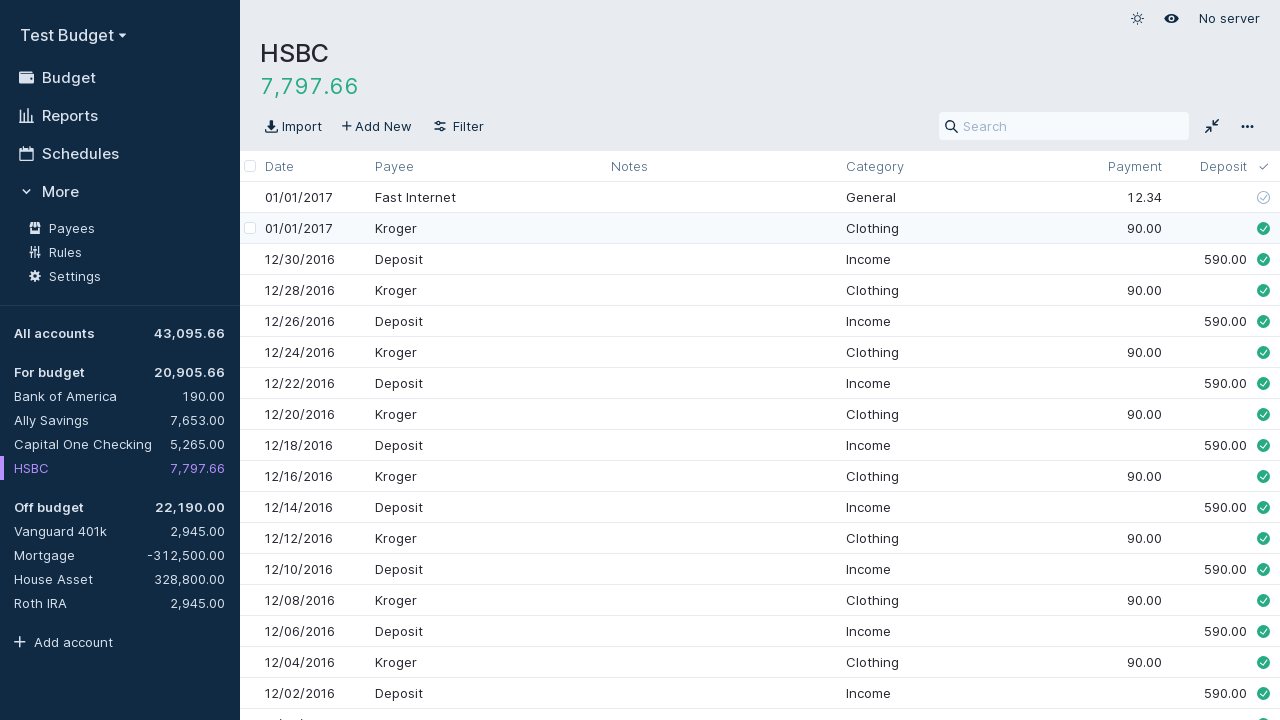 Test Budget
Budget
Reports
Schedules
More
Payees
Rules
Settings
All accounts 43,095.66
For budget 20,905.66
Bank of America 190.00
Ally Savings 7,653.00
Capital One Checking 5,265.00
HSBC 7,797.66
Off budget 22,190.00
Vanguard 401k 2,945.00
Mortgage -312,500.00
House Asset 328,800.00
Roth IRA 2,945.00
Add account
No server
HSBC
7,797.66
Import Add New Filter Search
Date Payee Notes Category Payment Deposit
01/01/2017 Fast Internet General 12.34
01/01/2017 Kroger Clothing 90.00
12/30/2016 Deposit Income 590.00
12/28/2016 Kroger Clothing 90.00
12/26/2016 Deposit Income 590.00
12/24/2016 Kroger Clothing 90.00
12/22/2016 Deposit Income 590.00
12/20/2016 Kroger Clothing 90.00
12/18/2016 Deposit Income 590.00
12/16/2016 Kroger Clothing 90.00
12/14/2016 Deposit Income 590.00
12/12/2016 Kroger Clothing 90.00
12/10/2016 Deposit Income 590.00
12/08/2016 Kroger Clothing 90.00
12/06/2016 Deposit Income 590.00
12/04/2016 Kroger Clothing 90.00
12/02/2016 Deposit Income 590.00